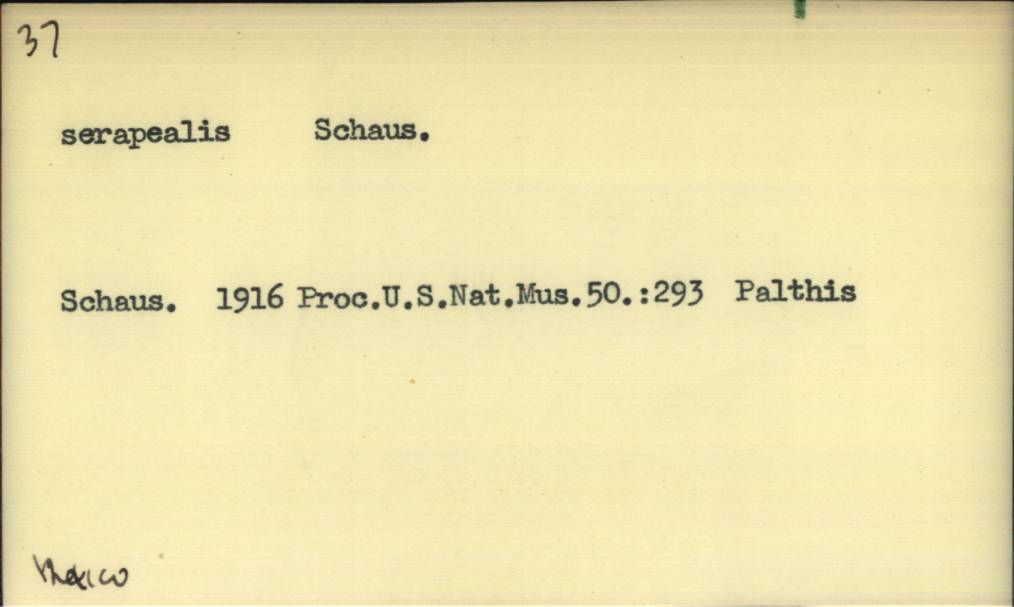 37
serapealis Schaus.
Schaus. 1916 Proc.U.S.Nat.Mus.50.:293 Palthis
Mexico